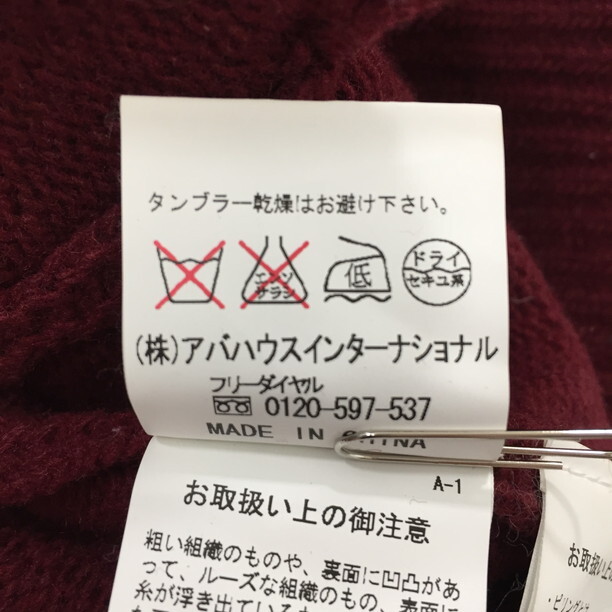 タンブラー乾燥はお避け下さい。
エンソ
サラシ
低
ドライ
セキユ系
(株)アバハウスインターナショナル
フリーダイヤル
0120-597-537
MADE IN CHINA
A-1
お取扱い上の御注意
粗い組織のものや、裏面に凹凸があ
って、ルーズな組織のもの、表面に
糸が浮き出ている
お取扱い上